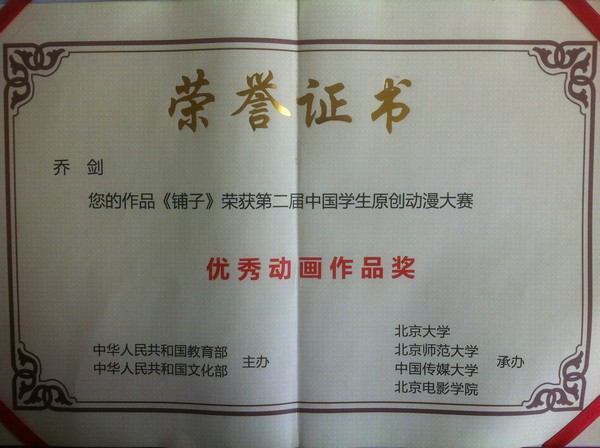 荣誉证书
乔 剑
您的作品《铺子》荣获第二届中国学生原创动漫大赛
优秀动画作品奖
中华人民共和国教育部
中华人民共和国文化部
主办
北京大学
北京师范大学
中国传媒大学
北京电影学院
承办